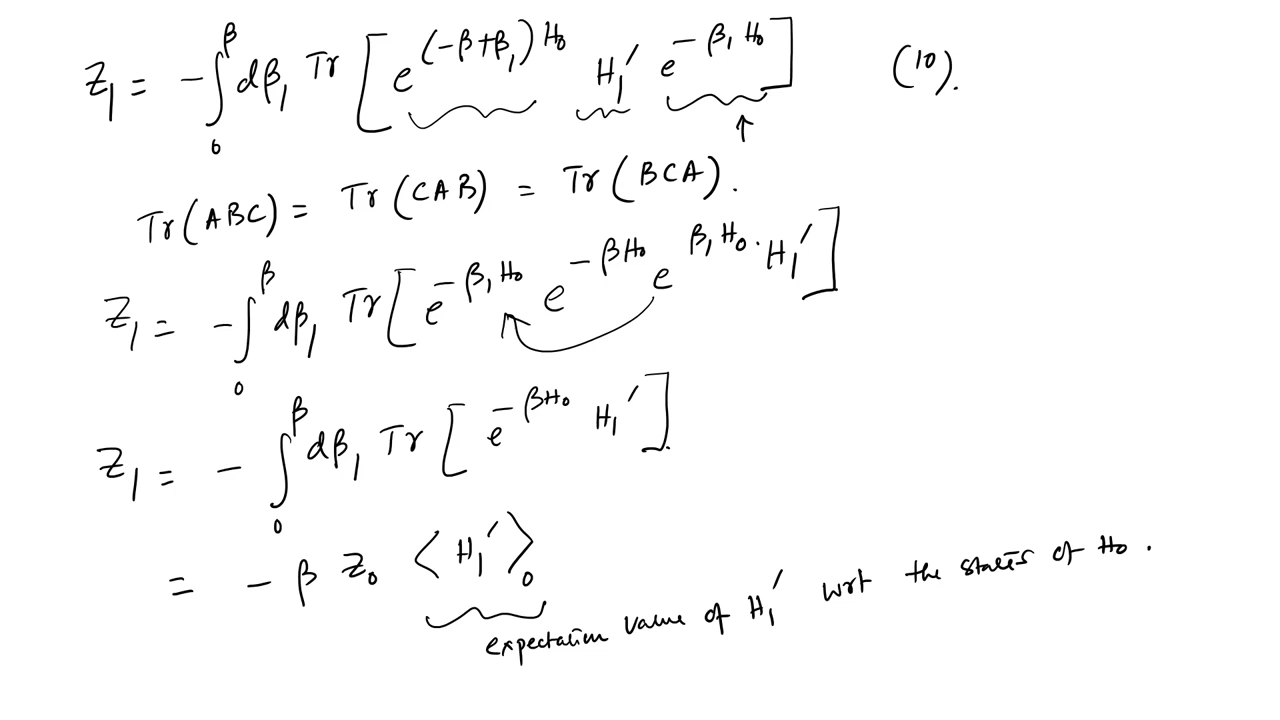 Z₁ = - ∫₀^β dβ₁ Tr [ e^{(-β+β₁) H₀} H₁′ e^{-β₁ H₀} ] (10).
Tr(ABC) = Tr(CAB) = Tr(BCA).
Z₁ = - ∫₀^β dβ₁ Tr [ e^{-β₁ H₀} e^{-βH₀} e^{β₁ H₀} · H₁′ ]
Z₁ = - ∫₀^β dβ₁ Tr [ e^{-βH₀} H₁′ ]
= - β Z₀ ⟨ H₁′ ⟩₀
expectation value of H₁′ wrt the states of H₀.